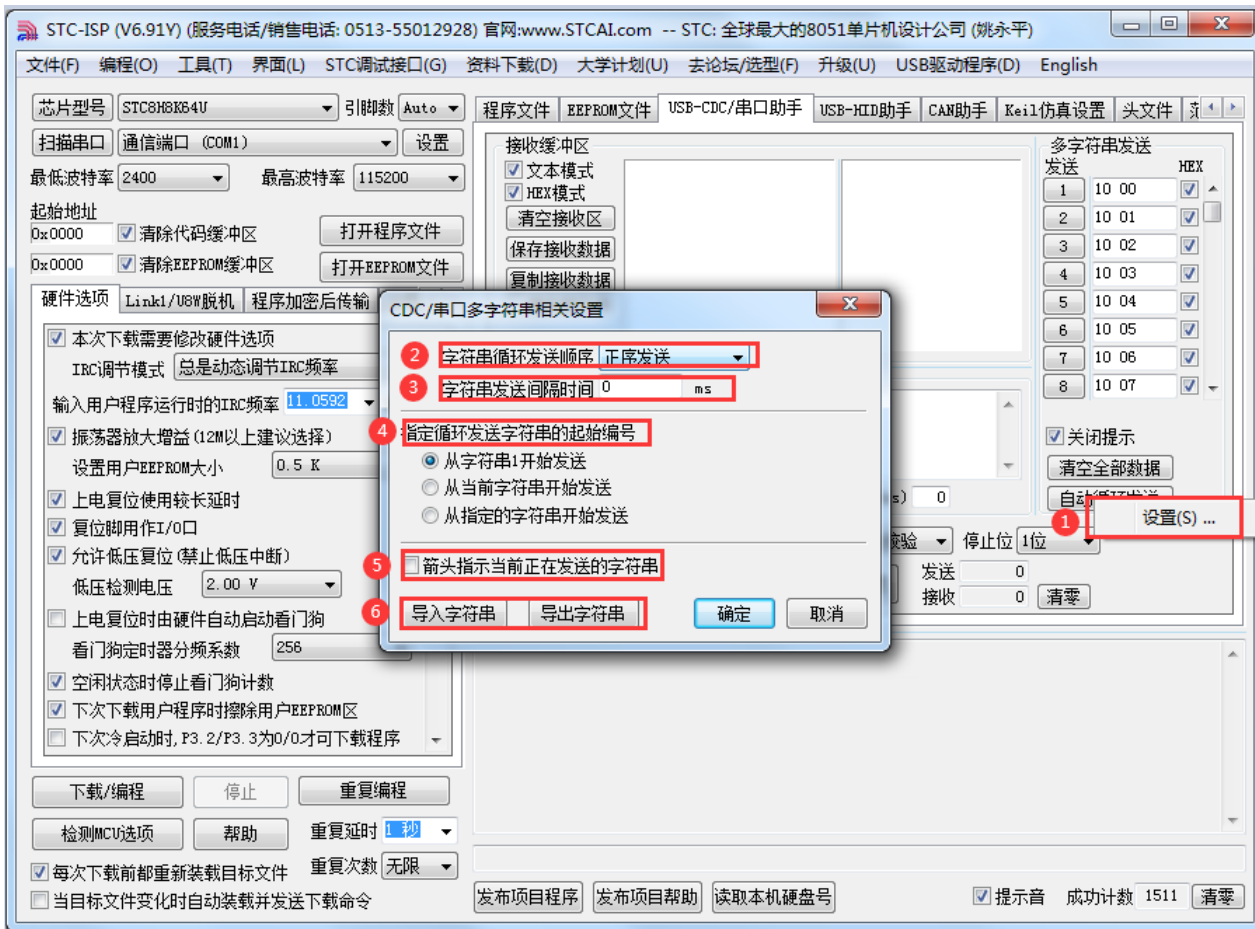 STC-ISP (V6.91Y) (服务电话/销售电话: 0513-55012928) 官网:www.STCAI.com -- STC: 全球最大的8051单片机设计公司 (姚永平)
文件(F) 编程(O) 工具(T) 界面(L) STC调试接口(G) 资料下载(D) 大学计划(U) 去论坛/选型(F) 升级(U) USB驱动程序(D) English
芯片型号 STC8H8K64U 引脚数 Auto
扫描串口 通信端口 (COM1) 设置
最低波特率 2400 最高波特率 115200
起始地址
0x0000 清除代码缓冲区 打开程序文件
0x0000 清除EEPROM缓冲区 打开EEPROM文件
硬件选项 Link1/U8W脱机 程序加密后传输
本次下载需要修改硬件选项
IRC调节模式 总是动态调节IRC频率
输入用户程序运行时的IRC频率 11.0592
振荡器放大增益(12M以上建议选择)
设置用户EEPROM大小 0.5 K
上电复位使用较长延时
复位脚用作I/O口
允许低压复位(禁止低压中断)
低压检测电压 2.00 V
上电复位时由硬件自动启动看门狗
看门狗定时器分频系数 256
空闲状态时停止看门狗计数
下次下载用户程序时擦除用户EEPROM区
下次冷启动时,P3.2/P3.3为0/0才可下载程序
下载/编程 停止 重复编程
检测MCU选项 帮助 重复延时 1 秒
每次下载前都重新装载目标文件 重复次数 无限
当目标文件变化时自动装载并发送下载命令
程序文件 EEPROM文件 USB-CDC/串口助手 USB-HID助手 CAN助手 Keil仿真设置 头文件
接收缓冲区
文本模式
HEX模式
清空接收区
保存接收数据
复制接收数据
多字符串发送
发送 HEX
1 10 00
2 10 01
3 10 02
4 10 03
5 10 04
6 10 05
7 10 06
8 10 07
关闭提示
清空全部数据
自动循环发送
1 设置(S) ...
s) 0
校验 停止位 1位
发送 0
接收 0 清零
CDC/串口多字符串相关设置
2 字符串循环发送顺序 正序发送
3 字符串发送间隔时间 0 ms
4 指定循环发送字符串的起始编号
从字符串1开始发送
从当前字符串开始发送
从指定的字符串开始发送
5 箭头指示当前正在发送的字符串
6 导入字符串 导出字符串 确定 取消
发布项目程序 发布项目帮助 读取本机硬盘号 提示音 成功计数 1511 清零